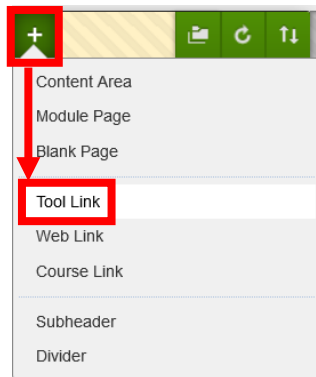 +
Content Area
Module Page
Blank Page
Tool Link
Web Link
Course Link
Subheader
Divider